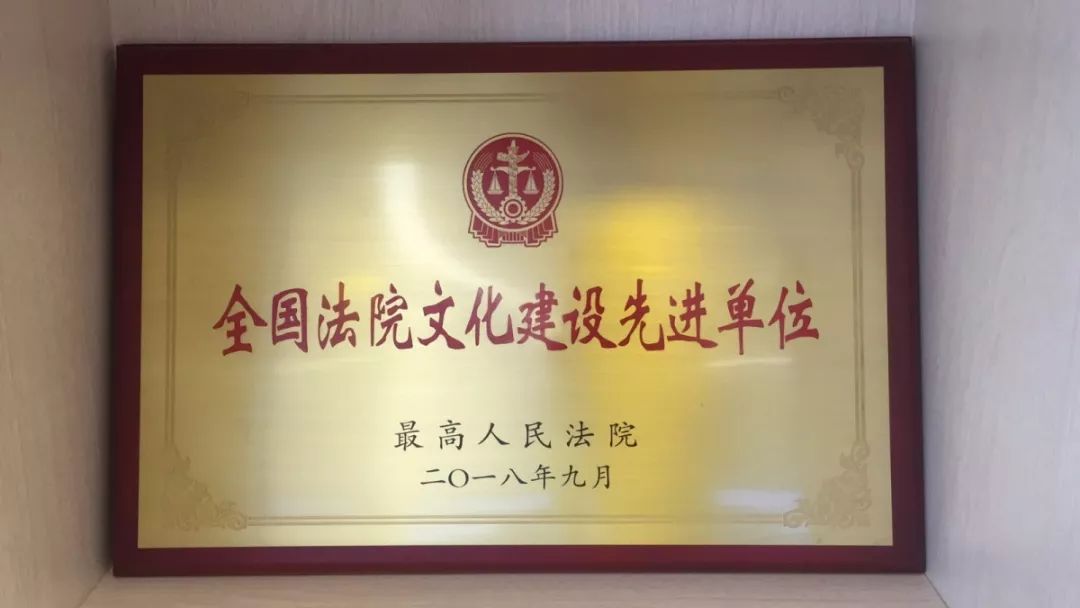 全国法院文化建设先进单位
最高人民法院
二〇一八年九月